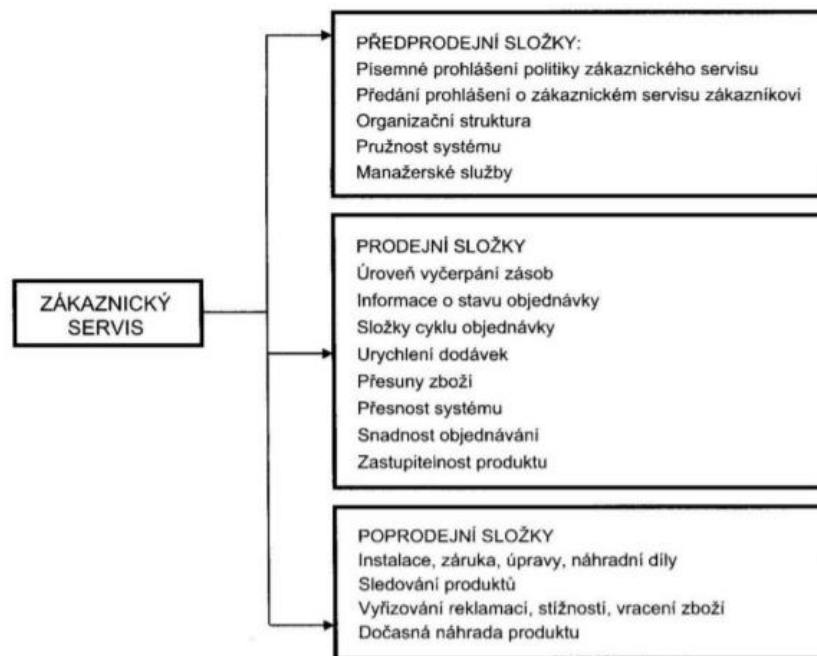 ZÁKAZNICKÝ
SERVIS
PŘEDPRODEJNÍ SLOŽKY:
Písemné prohlášení politiky zákaznického servisu
Předání prohlášení o zákaznickém servisu zákazníkovi
Organizační struktura
Pružnost systému
Manažerské služby
PRODEJNÍ SLOŽKY
Úroveň vyčerpání zásob
Informace o stavu objednávky
Složky cyklu objednávky
Urychlení dodávek
Přesuny zboží
Přesnost systému
Snadnost objednávání
Zastupitelnost produktu
POPRODEJNÍ SLOŽKY
Instalace, záruka, úpravy, náhradní díly
Sledování produktů
Vyřizování reklamací, stížností, vracení zboží
Dočasná náhrada produktu